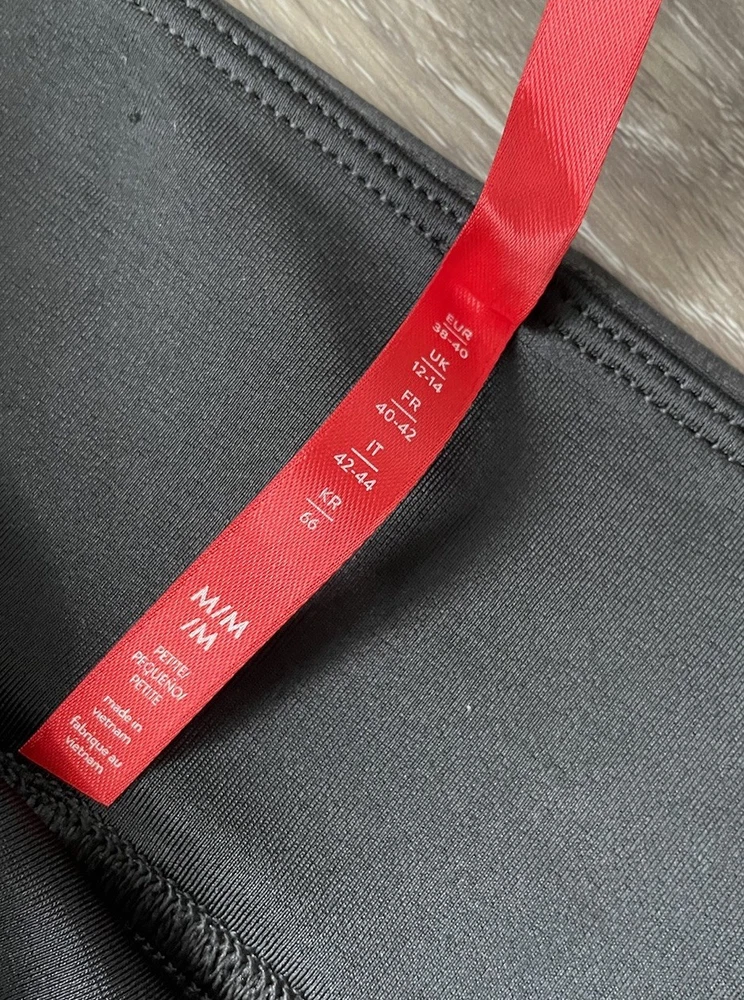 EUR
38-40
UK
12-14
FR
40-42
IT
42-44
KR
66
M/M
/M
PETITE/
PEQUEÑO/
PETITE
made in
vietnam
fabriqué au
vietnam